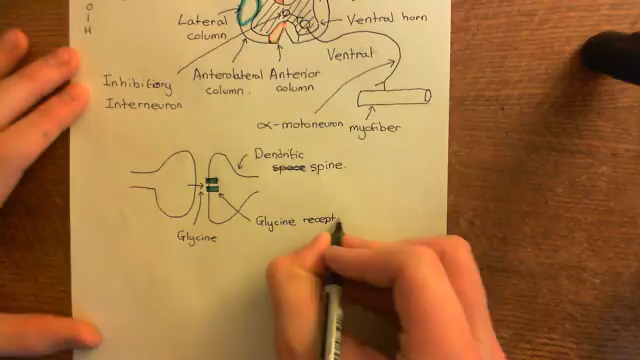 O
I
H
Lateral
column
Ventral horn
Ventral
Inhibitory
Interneuron
Anterolateral
column.
Anterior
column
α-motoneuron
myofiber
Dendritic
space spine.
Glycine recept
Glycine